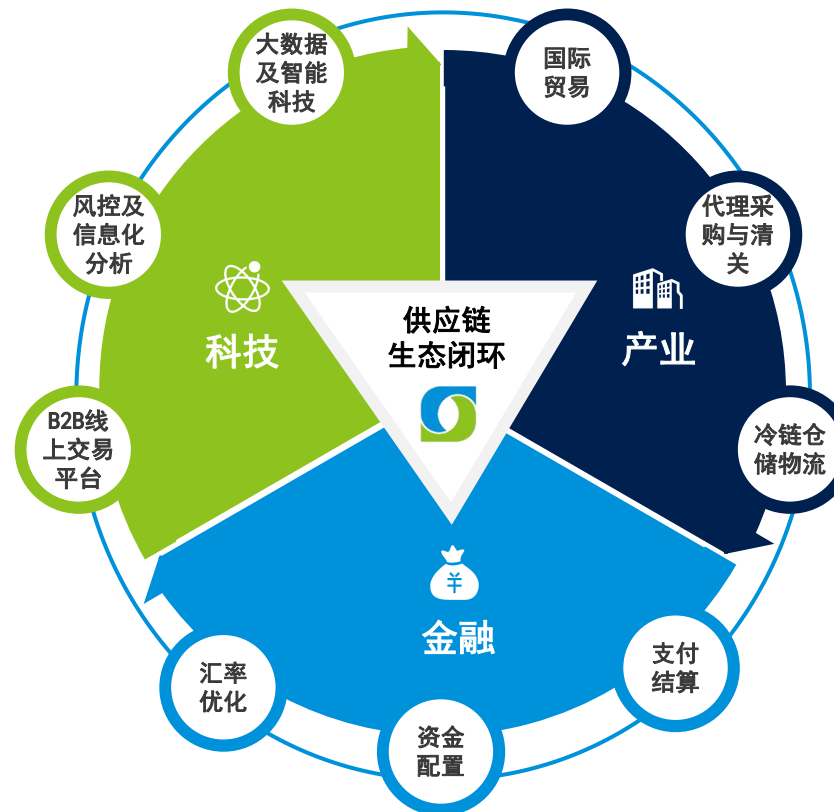 大数据
及智能
科技
国际
贸易
风控及
信息化
分析
代理采
购与清
关
科技
供应链
生态闭环
产业
B2B线
上交易
平台
冷链仓
储物流
金融
汇率
优化
支付
结算
资金
配置